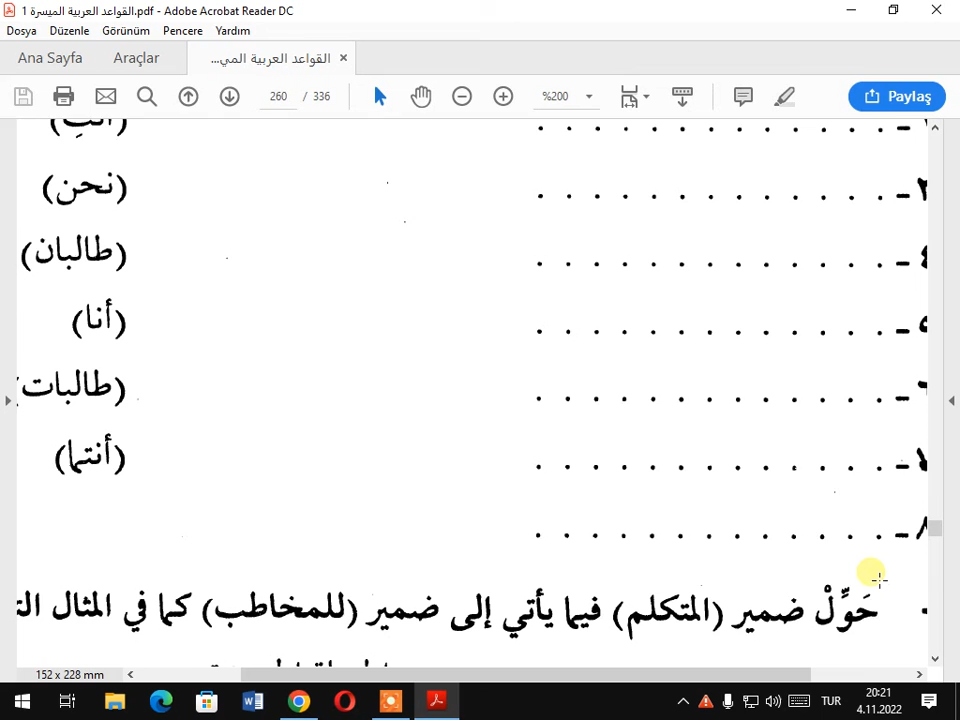 القواعد العربية الميسرة 1.pdf - Adobe Acrobat Reader DC
Dosya Düzenle Görünüm Pencere Yardım
Ana Sayfa Araçlar القواعد العربية المي...
260 / 336 %200 Paylaş
(أنتِ)
٣- . . . . . . . . . . . . . (نحن)
٤- . . . . . . . . . . . . . (طالبان)
٥- . . . . . . . . . . . . . (أنا)
٦- . . . . . . . . . . . . . (طالبات)
٧- . . . . . . . . . . . . . (أنتما)
٨- . . . . . . . . . . . . .
حَوِّلْ ضمير (المتكلم) فيما يأتي إلى ضمير (للمخاطب) كما في المثال
152 x 228 mm
TUR 20:21
4.11.2022